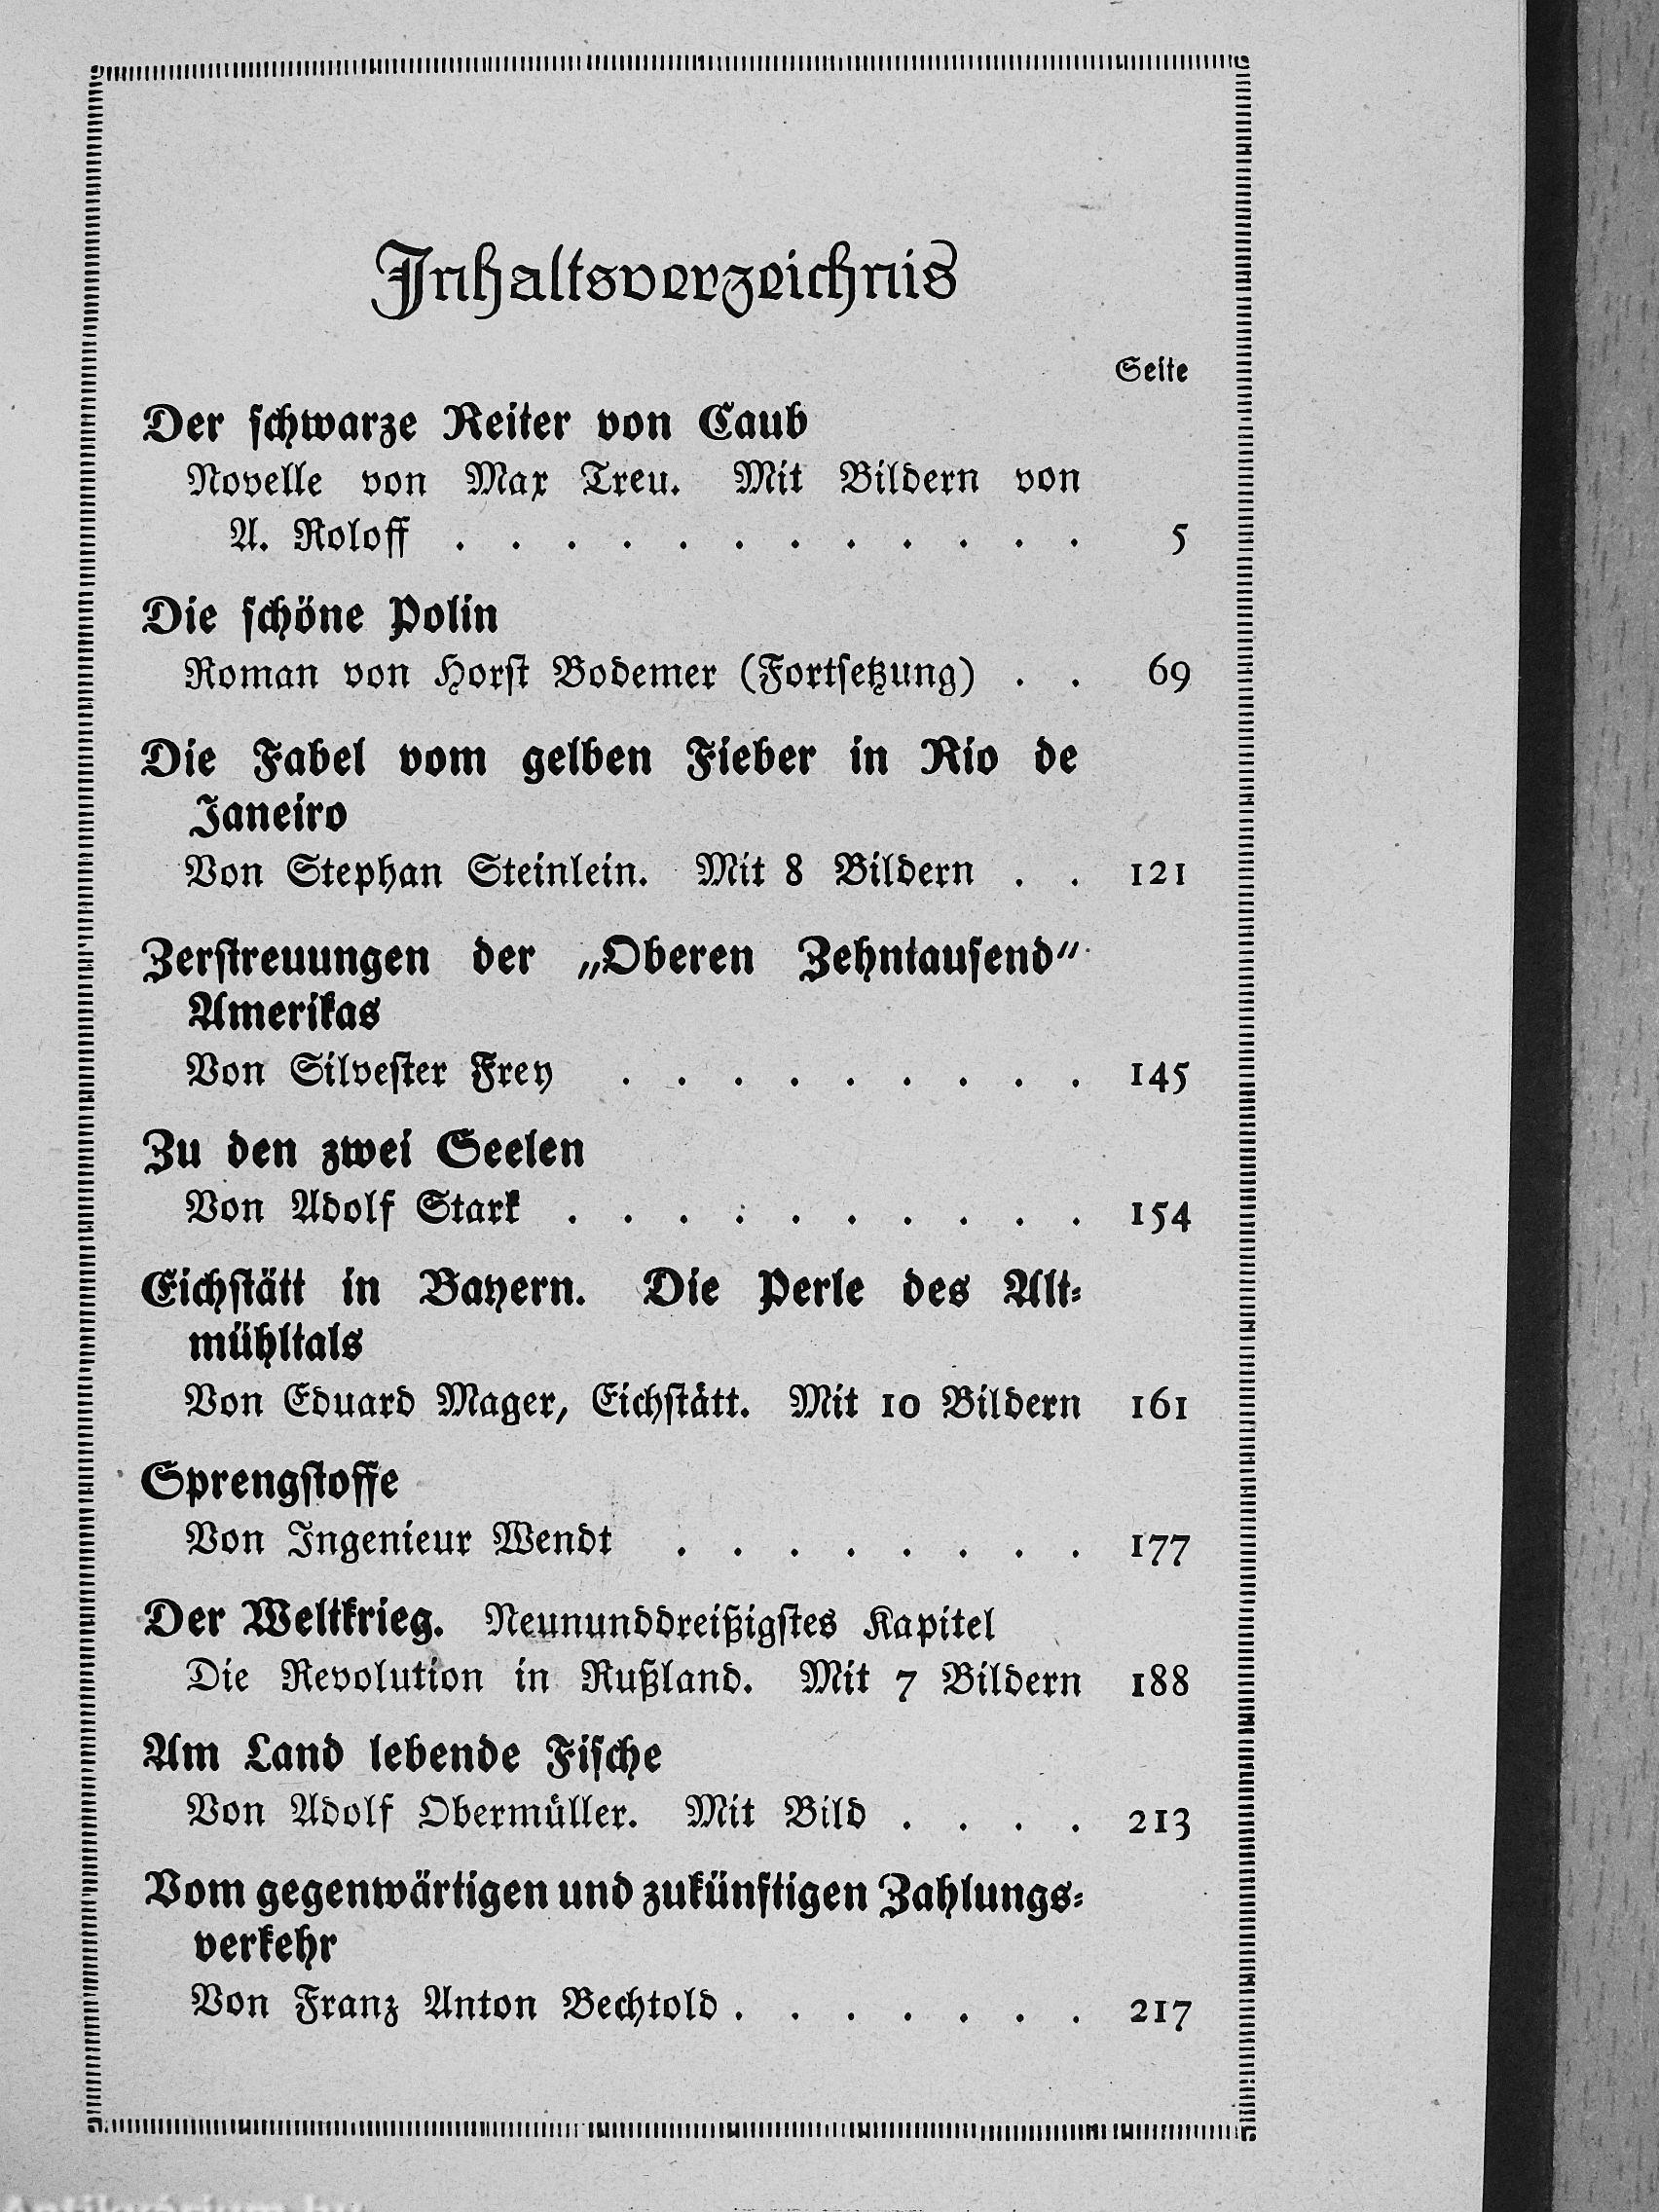 Inhaltsverzeichnis
Seite
Der schwarze Reiter von Caub
Novelle von Max Treu. Mit Bildern von
A. Roloff . . . . . . . . . . . . 5
Die schöne Polin
Roman von Horst Bodemer (Fortsetzung) . . 69
Die Fabel vom gelben Fieber in Rio de
Janeiro
Von Stephan Steinlein. Mit 8 Bildern . . 121
Zerstreuungen der „Oberen Zehntausend“
Amerikas
Von Silvester Frey . . . . . . . . . 145
Zu den zwei Seelen
Von Adolf Stark . . . . . . . . . . 154
Eichstätt in Bayern. Die Perle des Alt-
mühltals
Von Eduard Mager, Eichstätt. Mit 10 Bildern 161
Sprengstoffe
Von Ingenieur Wendt . . . . . . . . 177
Der Weltkrieg. Neununddreißigstes Kapitel
Die Revolution in Rußland. Mit 7 Bildern 188
Am Land lebende Fische
Von Adolf Obermüller. Mit Bild . . . . 213
Vom gegenwärtigen und zukünftigen Zahlungs-
verkehr
Von Franz Anton Bechtold . . . . . . . 217